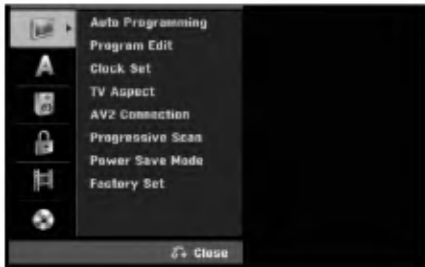 Auto Programming
Program Edit
Clock Set
TV Aspect
AV2 Connection
Progressive Scan
Power Save Mode
Factory Set
A
Close